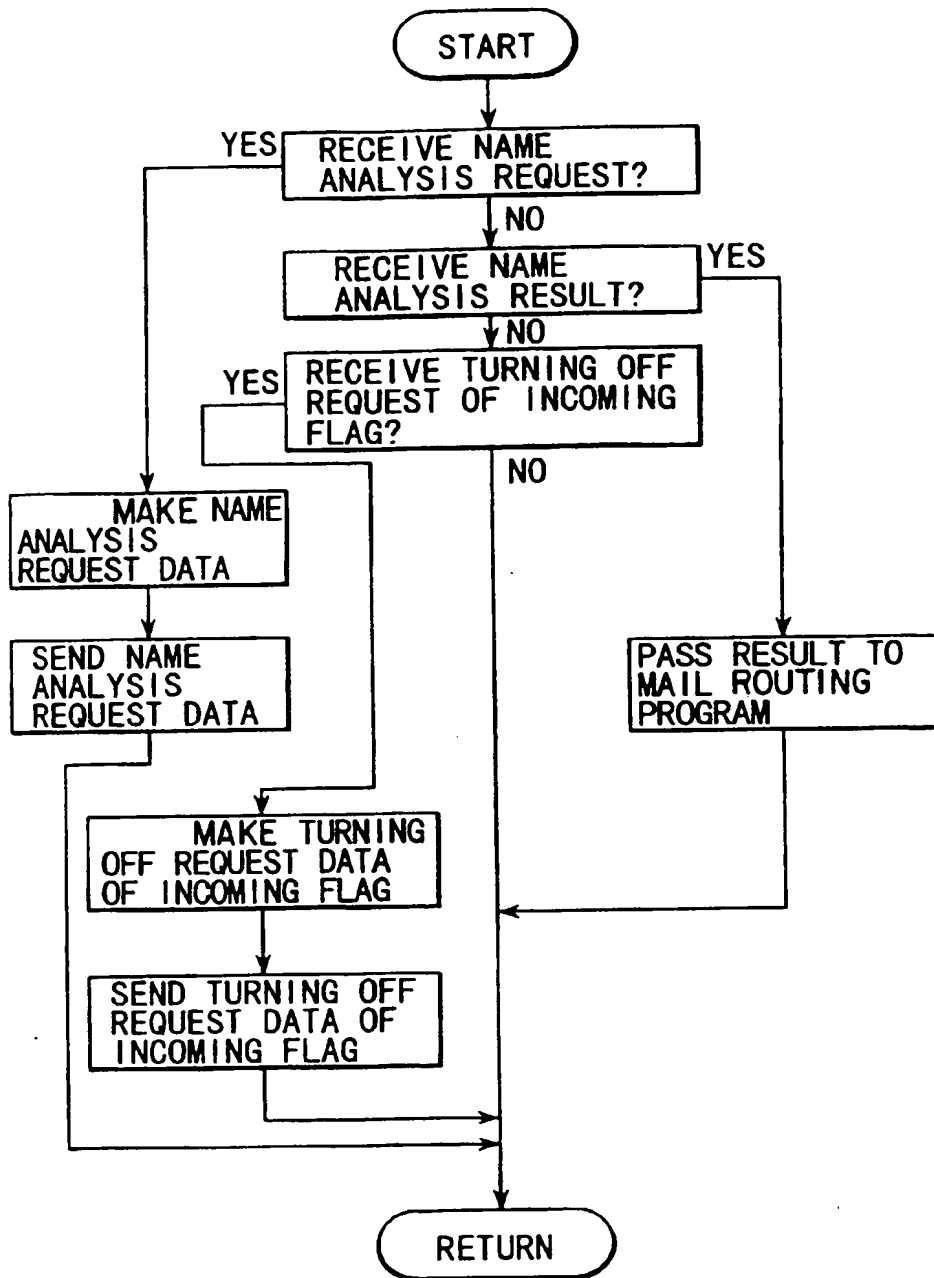 START
YES
RECEIVE NAME
ANALYSIS REQUEST?
NO
RECEIVE NAME
ANALYSIS RESULT?
YES
NO
YES
RECEIVE TURNING OFF
REQUEST OF INCOMING
FLAG?
NO
MAKE NAME
ANALYSIS
REQUEST DATA
SEND NAME
ANALYSIS
REQUEST DATA
PASS RESULT TO
MAIL ROUTING
PROGRAM
MAKE TURNING
OFF REQUEST DATA
OF INCOMING FLAG
SEND TURNING OFF
REQUEST DATA OF
INCOMING FLAG
RETURN